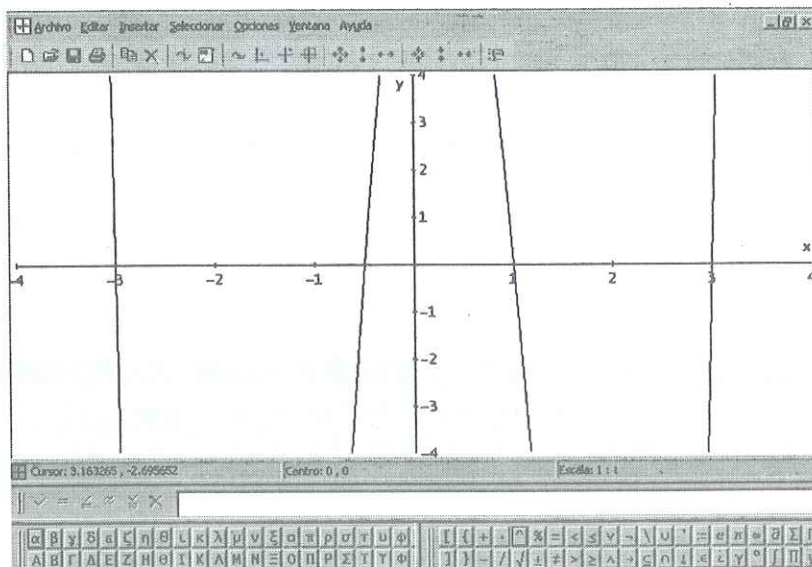 Archivo Editar Insertar Seleccionar Opciones Ventana Ayuda
y
4
3
2
1
x
-4 -3 -2 -1 1 2 3 4
-1
-2
-3
-4
Cursor: 3.163265 , -2.695652 Centro: 0 , 0 Escala: 1 : 1
α β γ δ ε ζ η θ ι κ λ μ ν ξ ο π ρ σ τ υ φ [ { + · ^ % = < ≤ ∨ ¬ \ ∪ ' := e π ∞ ∂ Σ Γ
Α Β Γ Δ Ε Ζ Η Θ Ι Κ Λ Μ Ν Ξ Ο Π Ρ Σ Τ Υ Φ ] } - / √ ± ≠ > ≥ ∧ → ⊆ ∩ ∈ γ ° ∫ Π